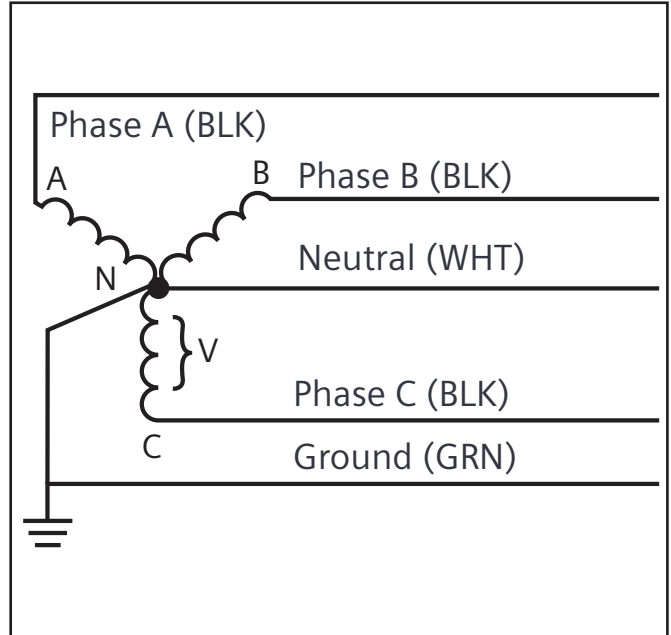 Phase A (BLK)
A
B
Phase B (BLK)
N
Neutral (WHT)
V
Phase C (BLK)
C
Ground (GRN)